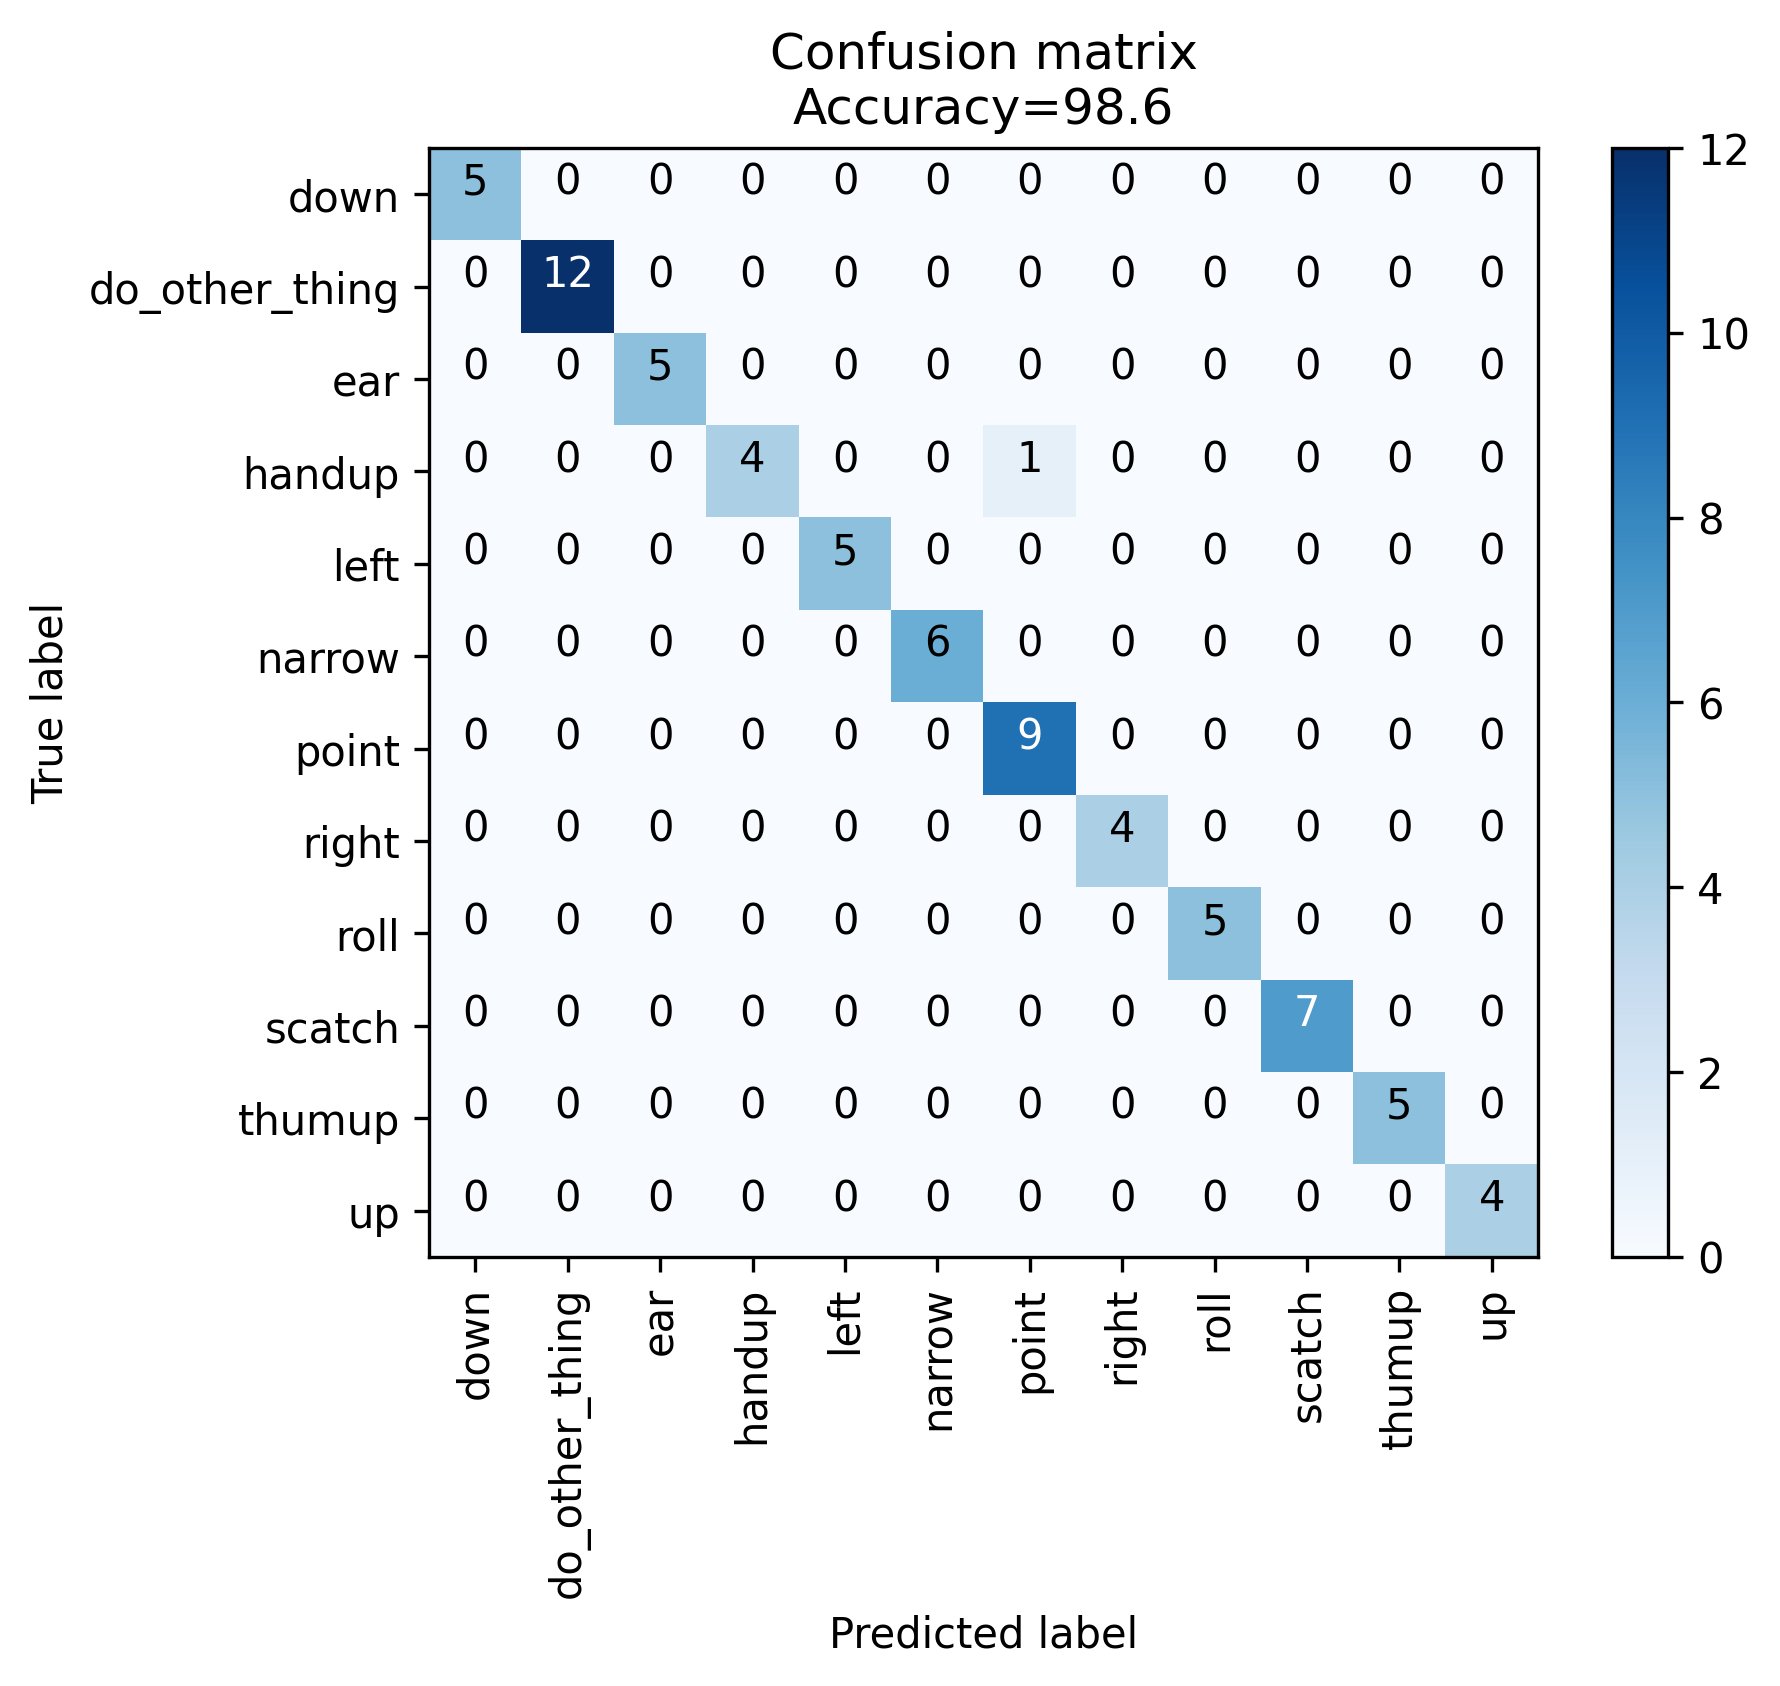 Confusion matrix
Accuracy=98.6
down 5 0 0 0 0 0 0 0 0 0 0 0
do_other_thing 0 12 0 0 0 0 0 0 0 0 0 0
ear 0 0 5 0 0 0 0 0 0 0 0 0
handup 0 0 0 4 0 0 1 0 0 0 0 0
left 0 0 0 0 5 0 0 0 0 0 0 0
narrow 0 0 0 0 0 6 0 0 0 0 0 0
point 0 0 0 0 0 0 9 0 0 0 0 0
right 0 0 0 0 0 0 0 4 0 0 0 0
roll 0 0 0 0 0 0 0 0 5 0 0 0
scatch 0 0 0 0 0 0 0 0 0 7 0 0
thumup 0 0 0 0 0 0 0 0 0 0 5 0
up 0 0 0 0 0 0 0 0 0 0 0 4
True label
down
do_other_thing
ear
handup
left
narrow
point
right
roll
scatch
thumup
up
Predicted label
12
10
8
6
4
2
0